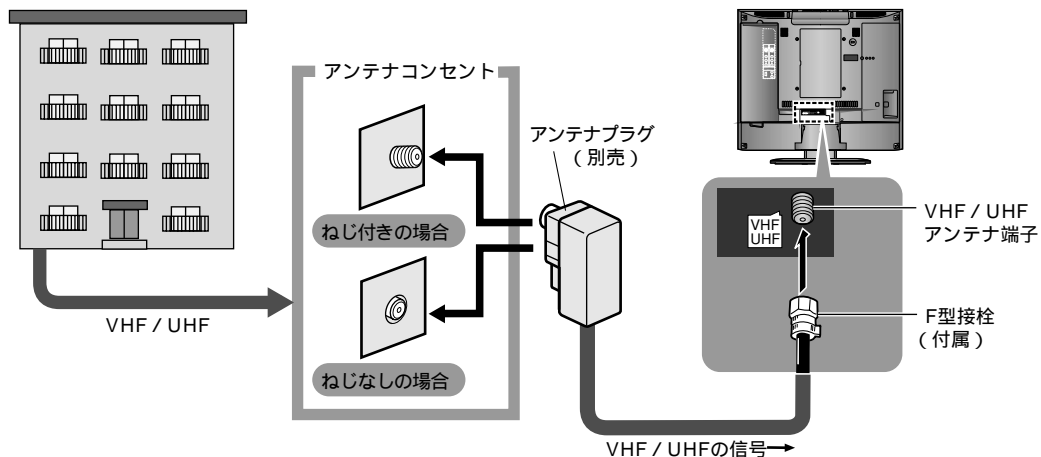 アンテナコンセント
アンテナプラグ
（別売）
ねじ付きの場合
ねじなしの場合
VHF / UHF
VHF
UHF
VHF / UHF
アンテナ端子
F型接栓
（付属）
VHF / UHFの信号→